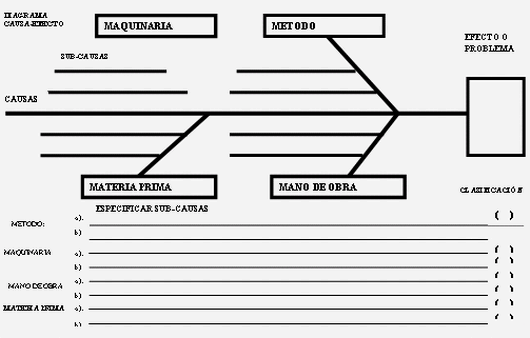 DIAGRAMA
CAUSA-EFECTO
MAQUINARIA
METODO
EFECTO O
PROBLEMA
SUB-CAUSAS
CAUSAS
MATERIA PRIMA
MANO DE OBRA
CLASIFICACIÓN
ESPECIFICAR SUB-CAUSAS
METODO: a). ( )
b)
MAQUINARIA a). ( )
b) ( )
MANO DE OBRA a). ( )
b) ( )
MATERIA PRIMA a). ( )
b) ( )